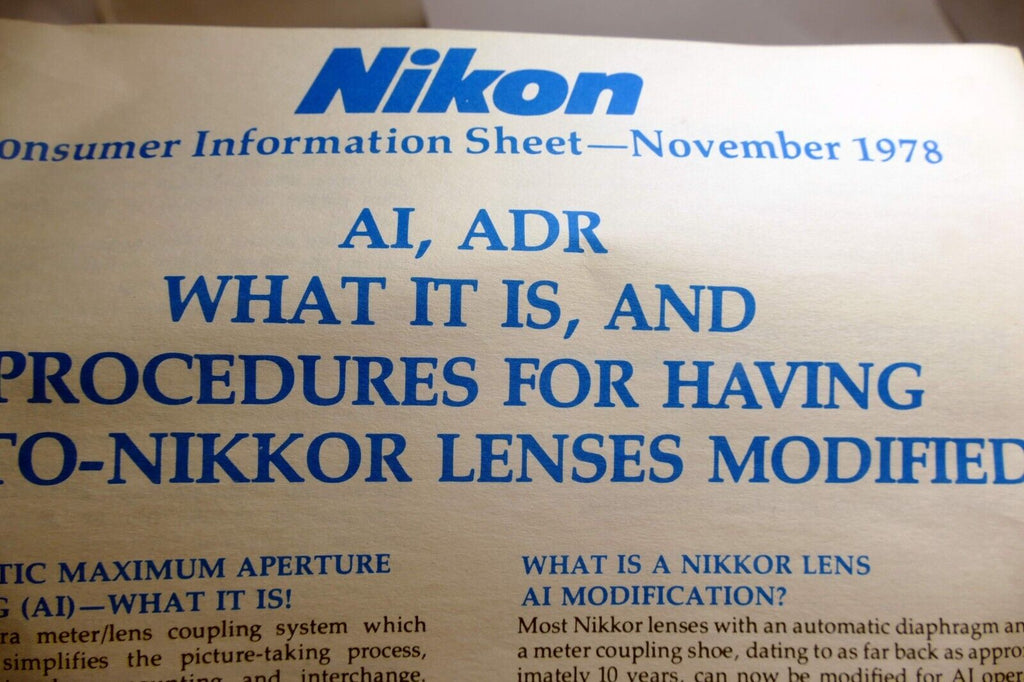 Nikon
onsumer Information Sheet—November 1978
AI, ADR
WHAT IT IS, AND
PROCEDURES FOR HAVING
TO-NIKKOR LENSES MODIFIED
TIC MAXIMUM APERTURE
G (AI)—WHAT IT IS!
ra meter/lens coupling system which
simplifies the picture-taking process,
and interchange.
WHAT IS A NIKKOR LENS
AI MODIFICATION?
Most Nikkor lenses with an automatic diaphragm an
a meter coupling shoe, dating to as far back as appro
imately 10 years, can now be modified for AI oper